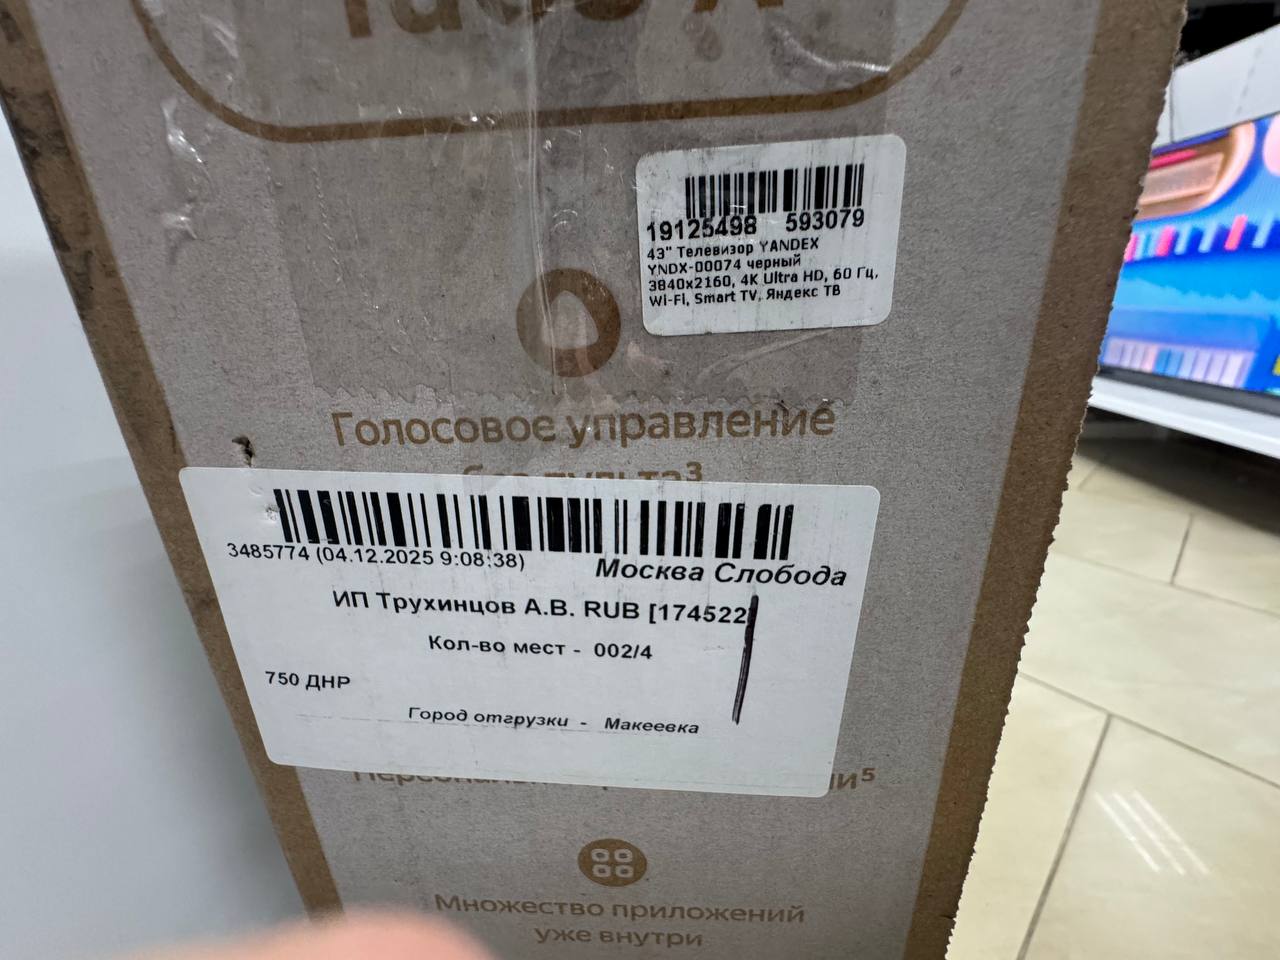 19125498 593079
43" Телевизор YANDEX
YNDX-00074 черный
3840x2160, 4K Ultra HD, 60 Гц,
Wi-Fi, Smart TV, Яндекс ТВ
Голосовое управление
без пульта³
3485774 (04.12.2025 9:08:38)
Москва Слобода
ИП Трухинцов А.В. RUB [174522]
Кол-во мест - 002/4
750 ДНР
Город отгрузки - Макеевка
Множество приложений
уже внутри